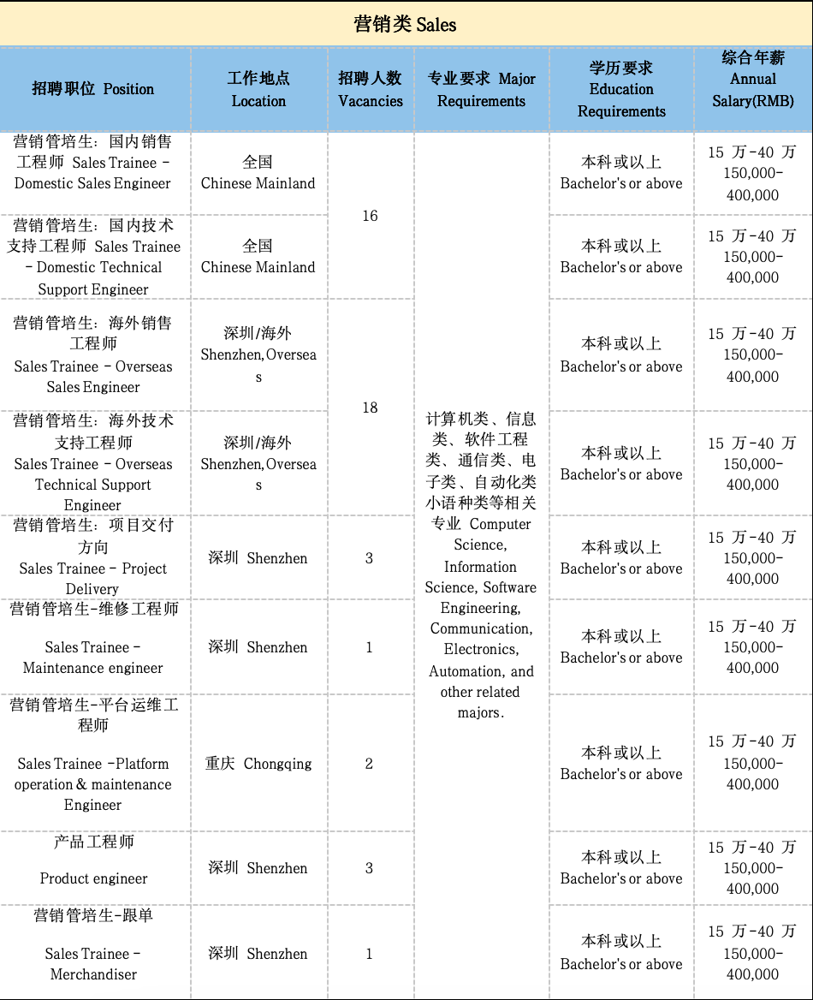 营销类 Sales
招聘职位 Position
工作地点
Location
招聘人数
Vacancies
专业要求 Major
Requirements
学历要求
Education
Requirements
综合年薪
Annual
Salary(RMB)
营销管培生：国内销售
工程师 Sales Trainee -
Domestic Sales Engineer
全国
Chinese Mainland
16
本科或以上
Bachelor's or above
15 万-40 万
150,000-
400,000
营销管培生：国内技术
支持工程师 Sales Trainee
- Domestic Technical
Support Engineer
全国
Chinese Mainland
本科或以上
Bachelor's or above
15 万-40 万
150,000-
400,000
营销管培生：海外销售
工程师
Sales Trainee - Overseas
Sales Engineer
深圳/海外
Shenzhen,Oversea
s
18
本科或以上
Bachelor's or above
15 万-40 万
150,000-
400,000
营销管培生：海外技术
支持工程师
Sales Trainee - Overseas
Technical Support
Engineer
深圳/海外
Shenzhen,Oversea
s
计算机类、信息
类、软件工程
类、通信类、电
子类、自动化类
小语种类等相关
专业 Computer
Science,
Information
Science, Software
Engineering,
Communication,
Electronics,
Automation, and
other related
majors.
本科或以上
Bachelor's or above
15 万-40 万
150,000-
400,000
营销管培生：项目交付
方向
Sales Trainee - Project
Delivery
深圳 Shenzhen
3
本科或以上
Bachelor's or above
15 万-40 万
150,000-
400,000
营销管培生-维修工程师
Sales Trainee -
Maintenance engineer
深圳 Shenzhen
1
本科或以上
Bachelor's or above
15 万-40 万
150,000-
400,000
营销管培生-平台运维工
程师
Sales Trainee -Platform
operation & maintenance
Engineer
重庆 Chongqing
2
本科或以上
Bachelor's or above
15 万-40 万
150,000-
400,000
产品工程师
Product engineer
深圳 Shenzhen
3
本科或以上
Bachelor's or above
15 万-40 万
150,000-
400,000
营销管培生-跟单
Sales Trainee -
Merchandiser
深圳 Shenzhen
1
本科或以上
Bachelor's or above
15 万-40 万
150,000-
400,000